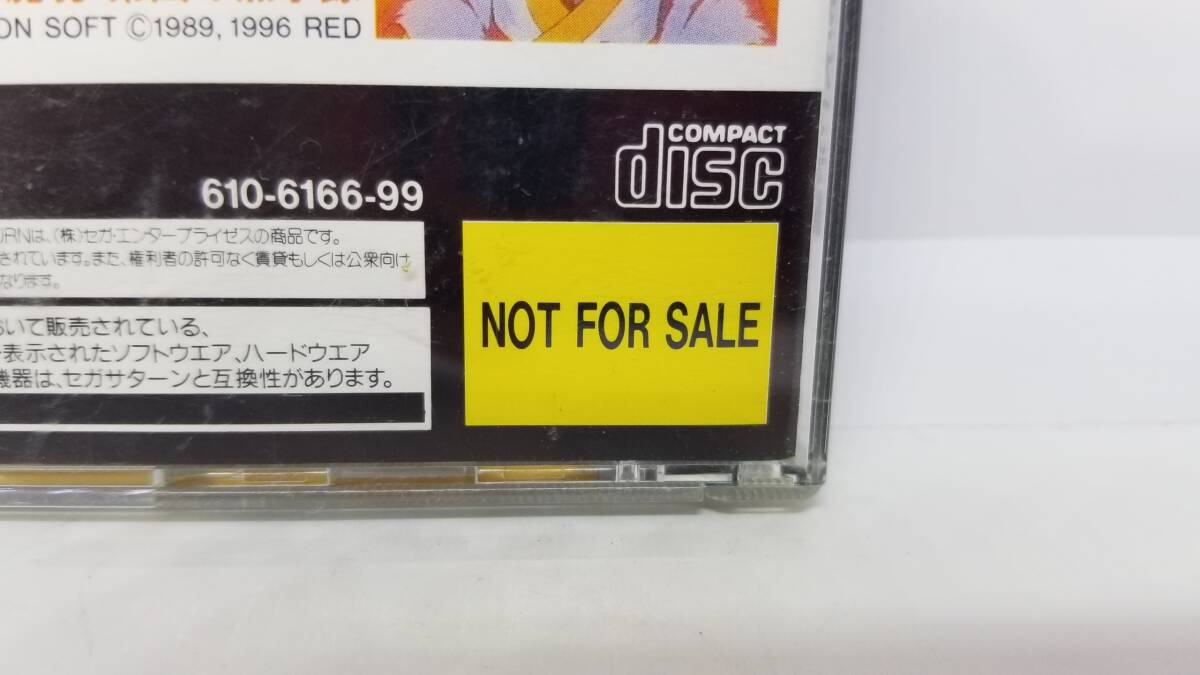 ON SOFT ©1989, 1996 RED
COMPACT
disc
610-6166-99
URNは、(株)セガ・エンタープライゼスの商品です。
されています。また、権利者の許可なく賃貸もしくは公衆向け
なります。
NOT FOR SALE
おいて販売されている、
表示されたソフトウエア、ハードウエア
機器は、セガサターンと互換性があります。